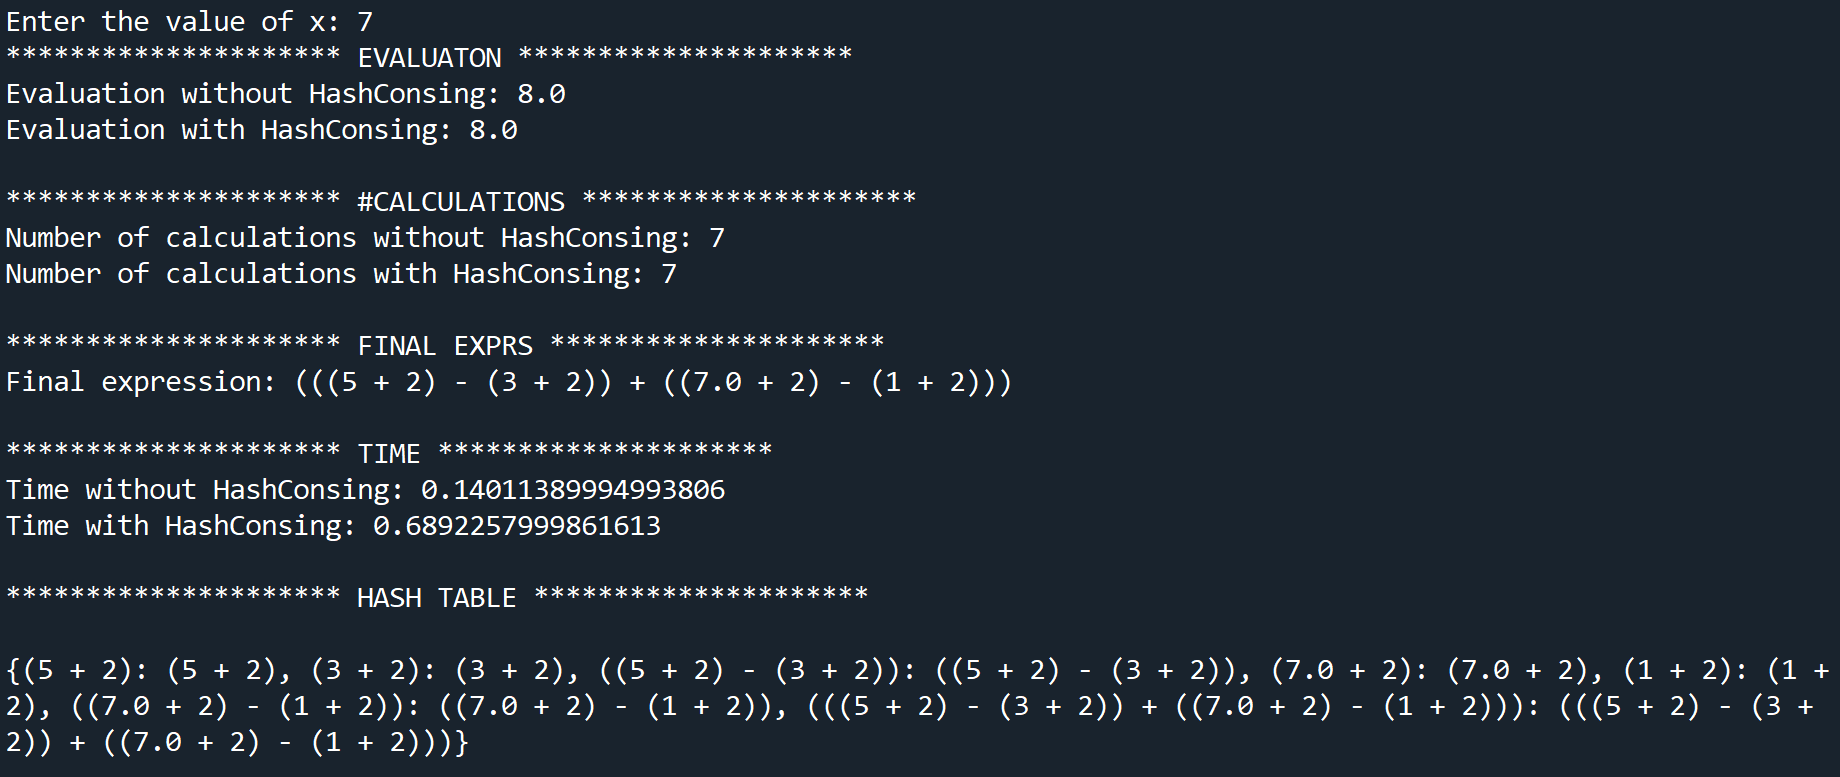 Enter the value of x: 7
********************* EVALUATON *********************
Evaluation without HashConsing: 8.0
Evaluation with HashConsing: 8.0
********************* #CALCULATIONS *********************
Number of calculations without HashConsing: 7
Number of calculations with HashConsing: 7
********************* FINAL EXPRS *********************
Final expression: (((5 + 2) - (3 + 2)) + ((7.0 + 2) - (1 + 2)))
********************* TIME *********************
Time without HashConsing: 0.14011389994993806
Time with HashConsing: 0.6892257999861613
********************* HASH TABLE *********************
{(5 + 2): (5 + 2), (3 + 2): (3 + 2), ((5 + 2) - (3 + 2)): ((5 + 2) - (3 + 2)), (7.0 + 2): (7.0 + 2), (1 + 2): (1 +
2), ((7.0 + 2) - (1 + 2)): ((7.0 + 2) - (1 + 2)), (((5 + 2) - (3 + 2)) + ((7.0 + 2) - (1 + 2))): (((5 + 2) - (3 +
2)) + ((7.0 + 2) - (1 + 2)))}